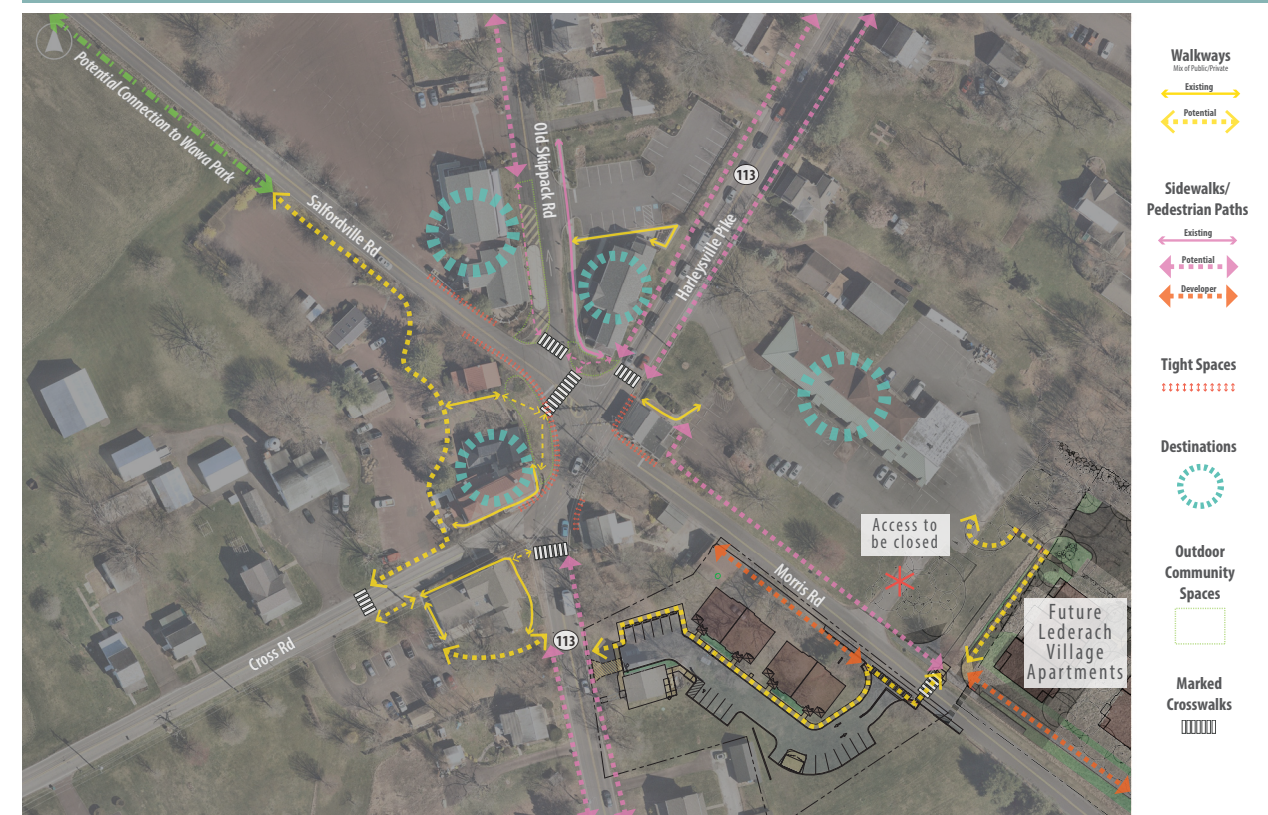 Potential Connection to Wawa Park
Salfordville Rd
Old Skippack Rd
113
Harleysville Pike
Access to
be closed
Morris Rd
Future
Lederach
Village
Apartments
113
Cross Rd
Walkways
Mix of Public/Private
Existing
Potential
Sidewalks/
Pedestrian Paths
Existing
Potential
Developer
Tight Spaces
Destinations
Outdoor
Community
Spaces
Marked
Crosswalks